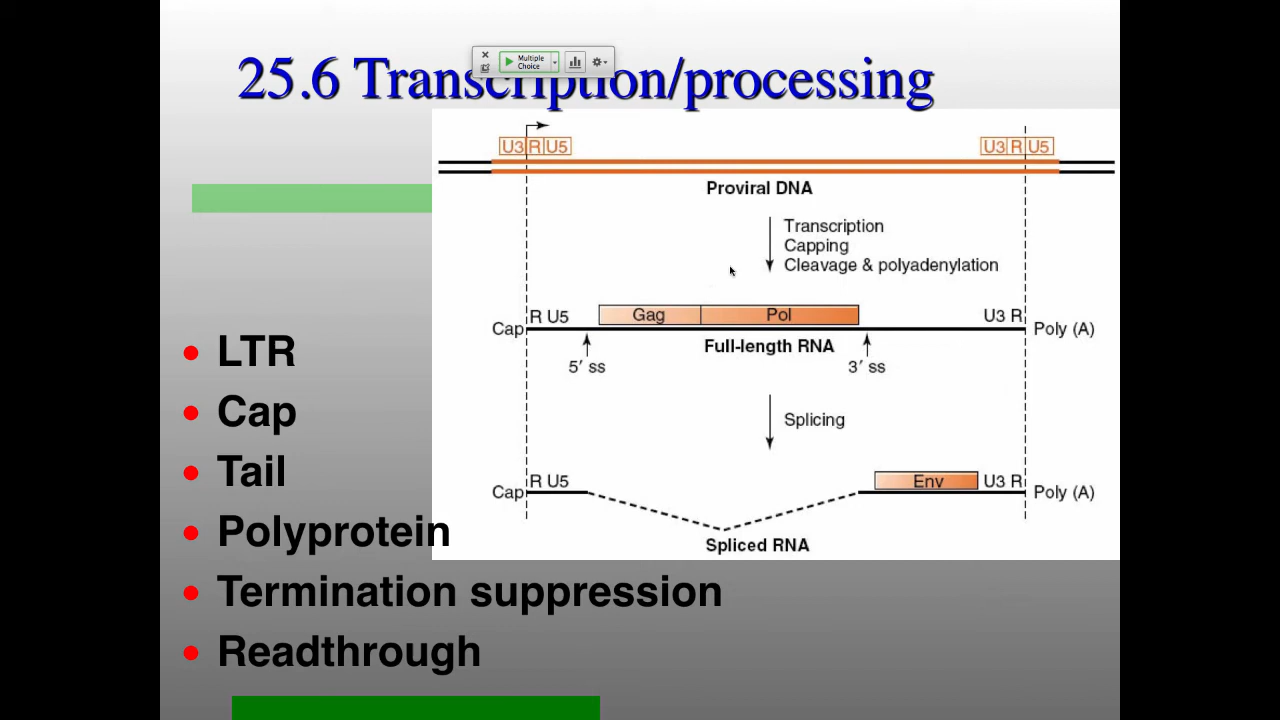 25.6 Transcription/processing
Multiple
Choice
U3 R U5
U3 R U5
Proviral DNA
Transcription
Capping
Cleavage & polyadenylation
R U5
Gag
Pol
U3 R
Cap
Poly (A)
Full-length RNA
5′ ss
3′ ss
Splicing
R U5
Env
U3 R
Cap
Poly (A)
Spliced RNA
• LTR
• Cap
• Tail
• Polyprotein
• Termination suppression
• Readthrough